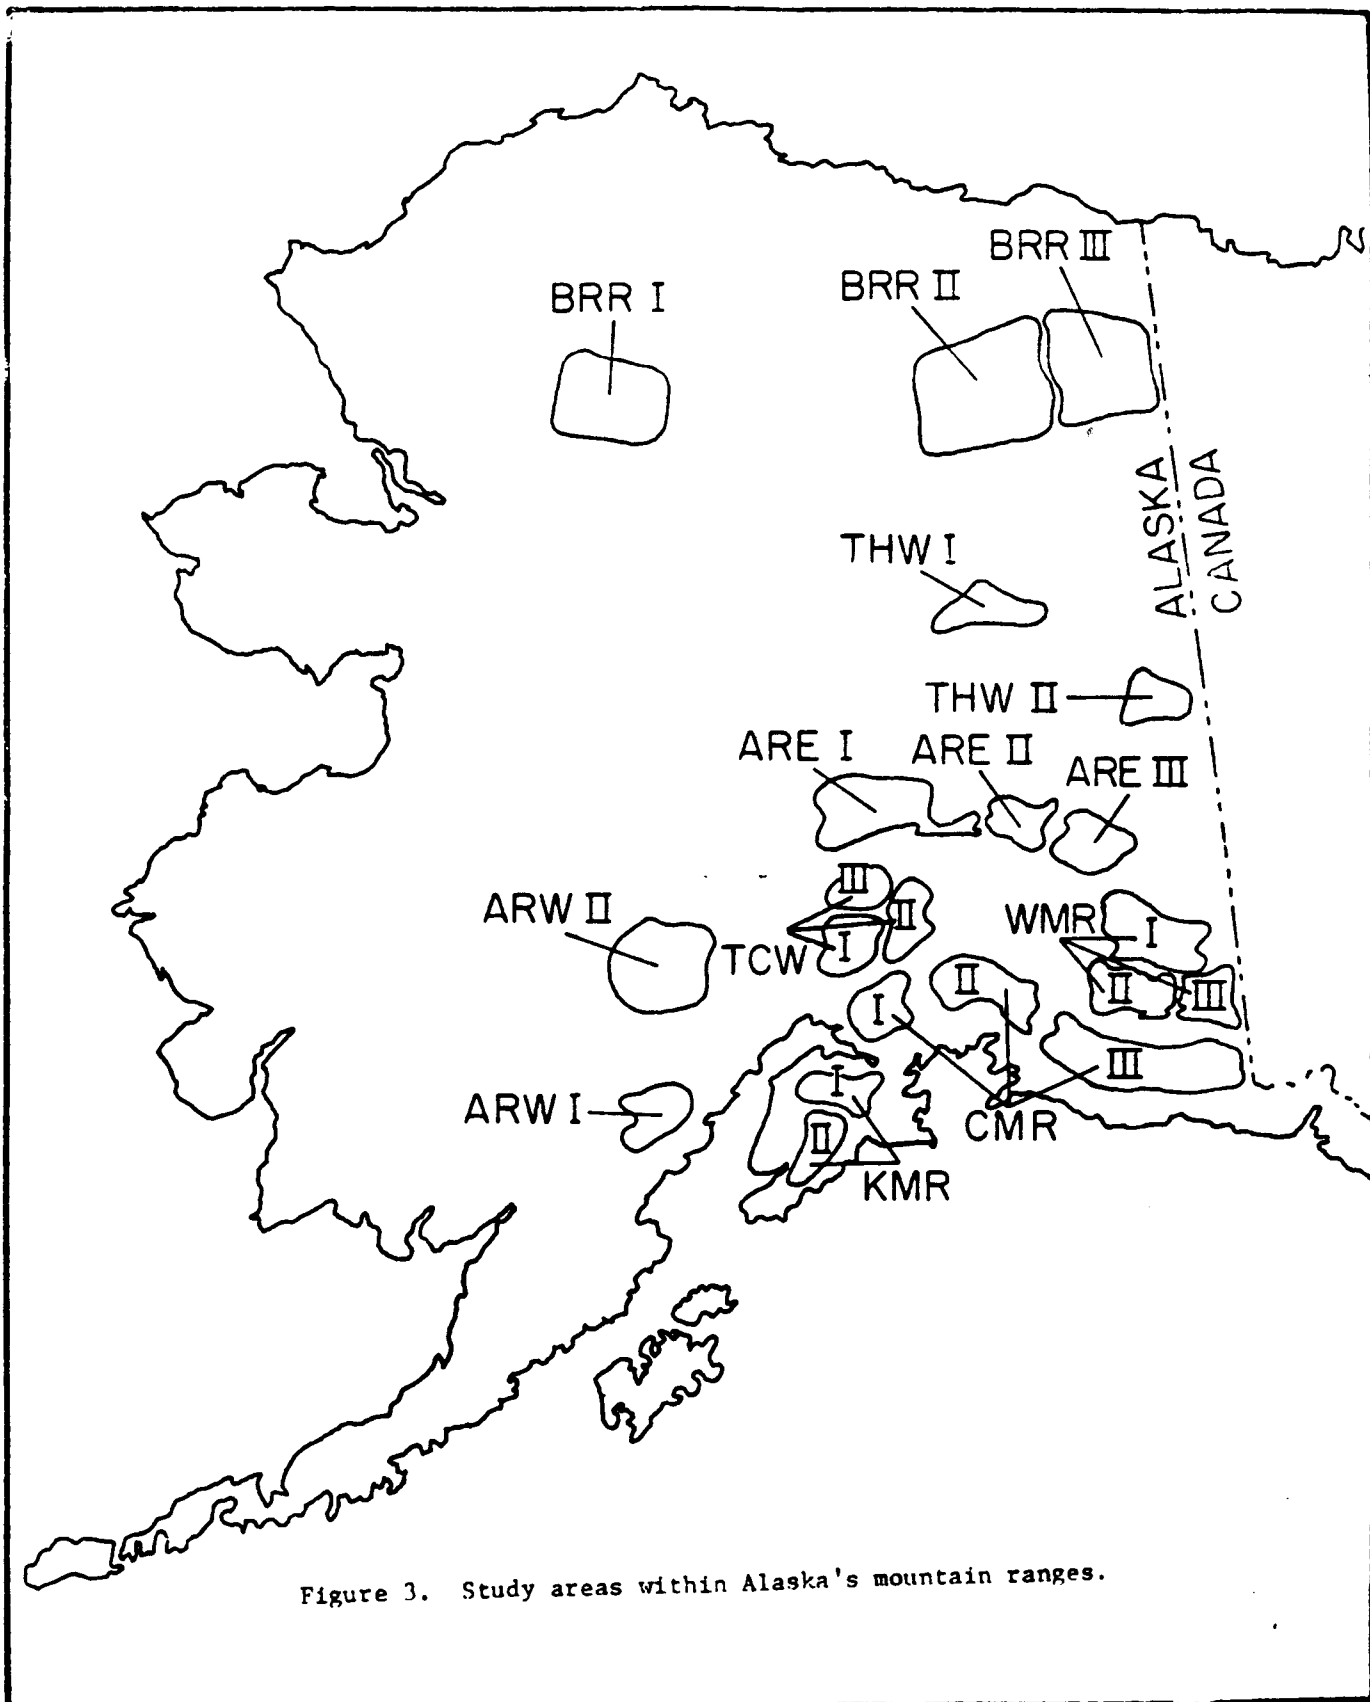 BRR III
BRR II
BRR I
ALASKA
CANADA
THW I
THW II
ARE I
ARE II
ARE III
III
II
I
TCW
ARW II
WMR
I
II
III
II
I
III
CMR
ARW I
I
II
KMR
Figure 3. Study areas within Alaska's mountain ranges.